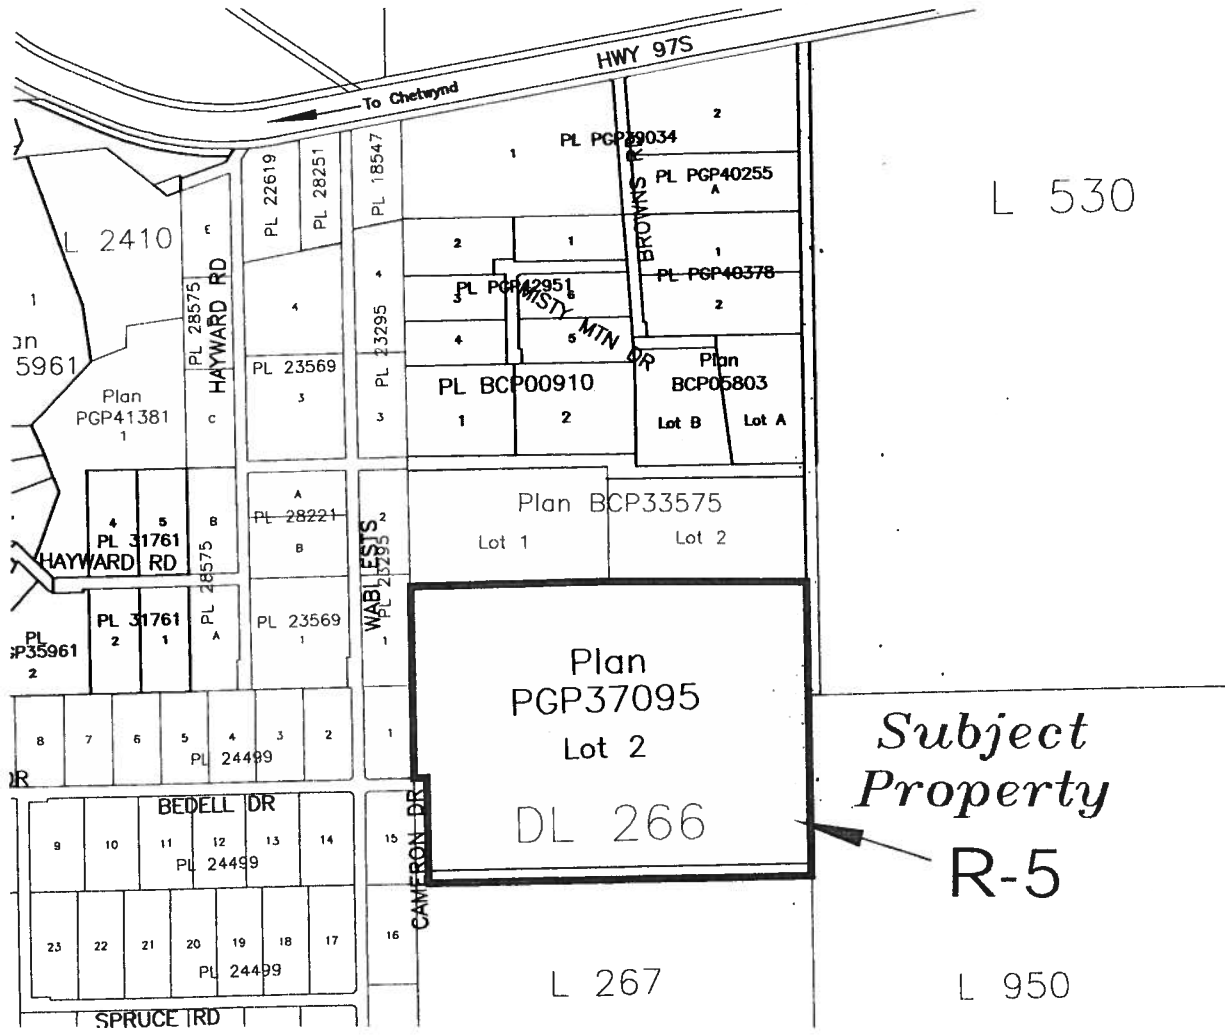 HWY 97S
To Chetwynd
2
PL 22619
PL 28251
PL 18547
1
PL PGP39034
PL PGP40255
A
BROWNS RD
L 530
L 2410
E
HAYWARD RD
PL 28575
4
4
2
1
1
PL PGP40378
2
PL PGP42951
3
6
MISTY MTN DR
4
5
1
5961
PL 23295
PL 23569
3
PL BCP00910
1
2
Plan
BCP05803
Lot B
Lot A
Plan
PGP41381
1
C
3
A
PL 28221
B
2
Plan BCP33575
Lot 1
Lot 2
4
5
B
PL 31761
HAYWARD RD
PL 28575
WABI ESTS
PL 23295
PL 31761
2
1
A
PL 23569
1
1
PL
2
Plan
PGP37095
Lot 2
DL 266
Subject
Property
R-5
8
7
6
5
4
3
2
1
PL 24499
BEDELL DR
CAMERON DR
9
10
11
12
13
14
15
PL 24499
23
22
21
20
19
18
17
16
PL 24499
L 267
L 950
SPRUCE RD